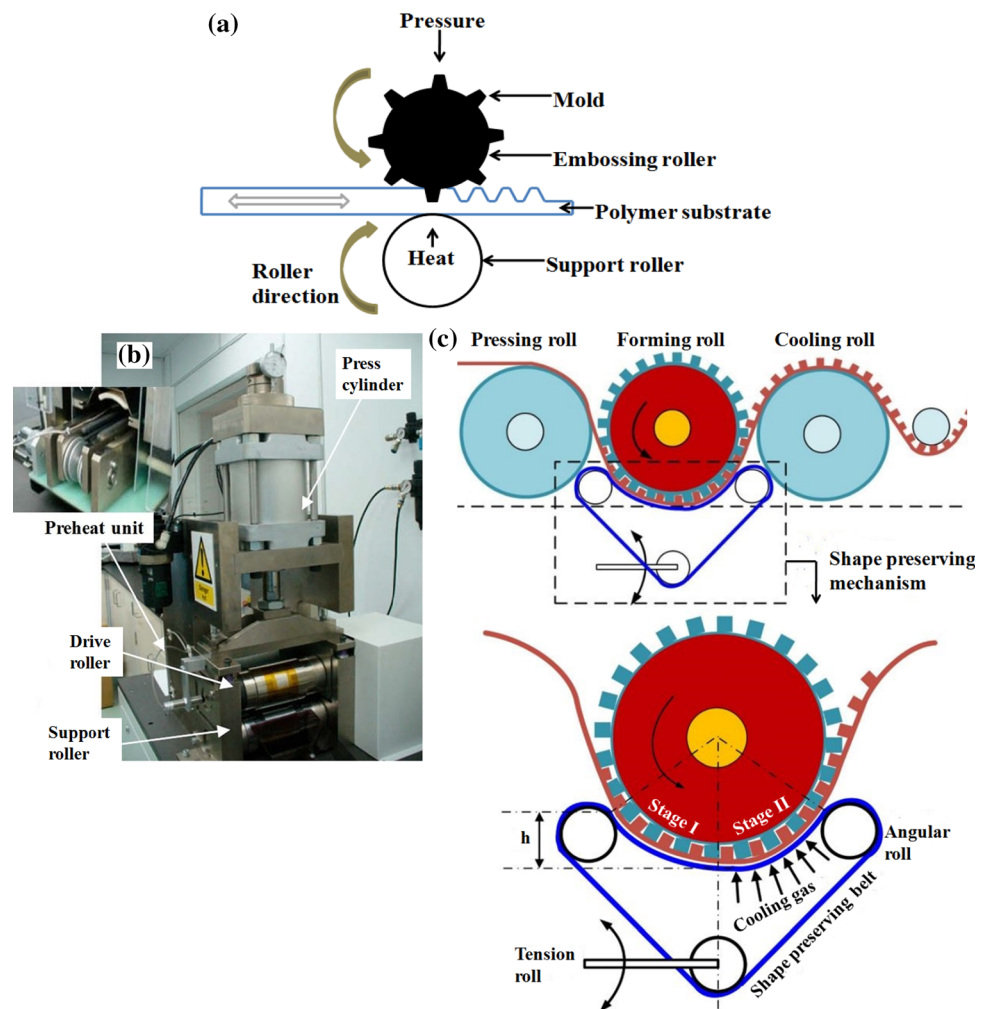 (a)
Pressure
Mold
Embossing roller
Polymer substrate
Heat
Support roller
Roller
direction
(b)
Press
cylinder
Preheat unit
Drive
roller
Support
roller
(c)
Pressing roll
Forming roll
Cooling roll
Shape preserving
mechanism
Stage I
Stage II
h
Angular
roll
Cooling gas
Shape preserving belt
Tension
roll